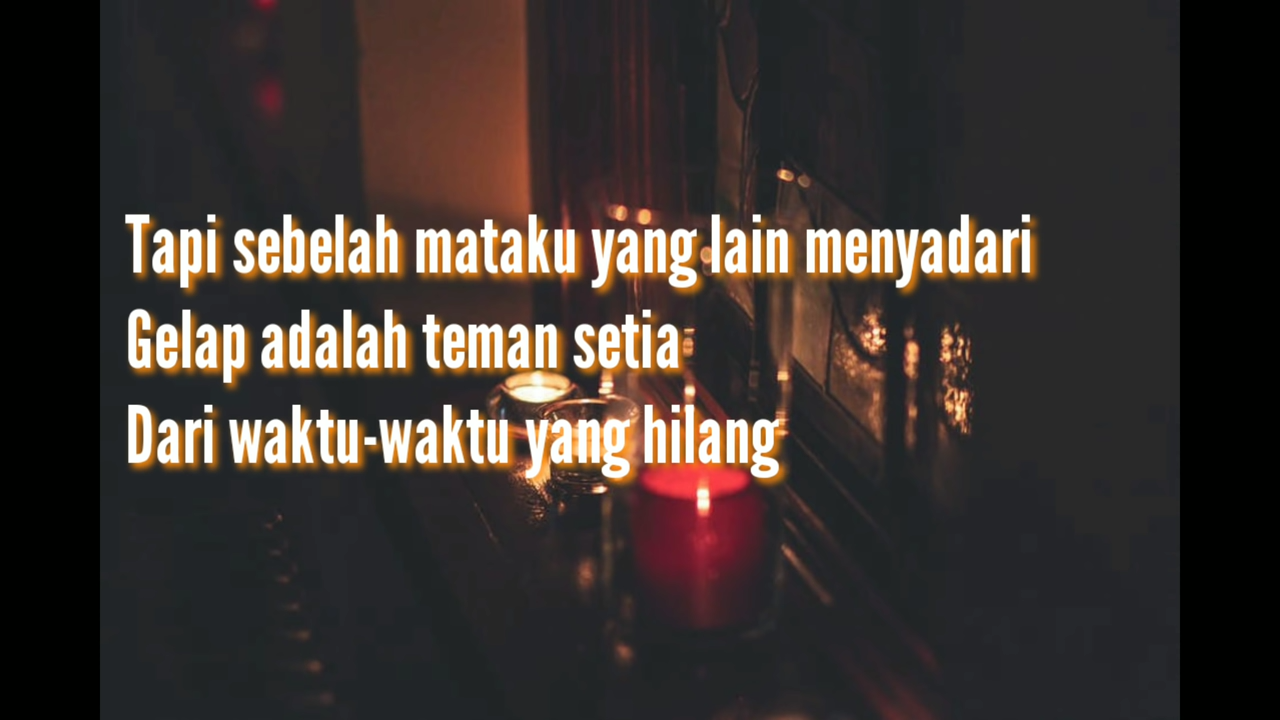 Tapi sebelah mataku yang lain menyadari
Gelap adalah teman setia
Dari waktu-waktu yang hilang